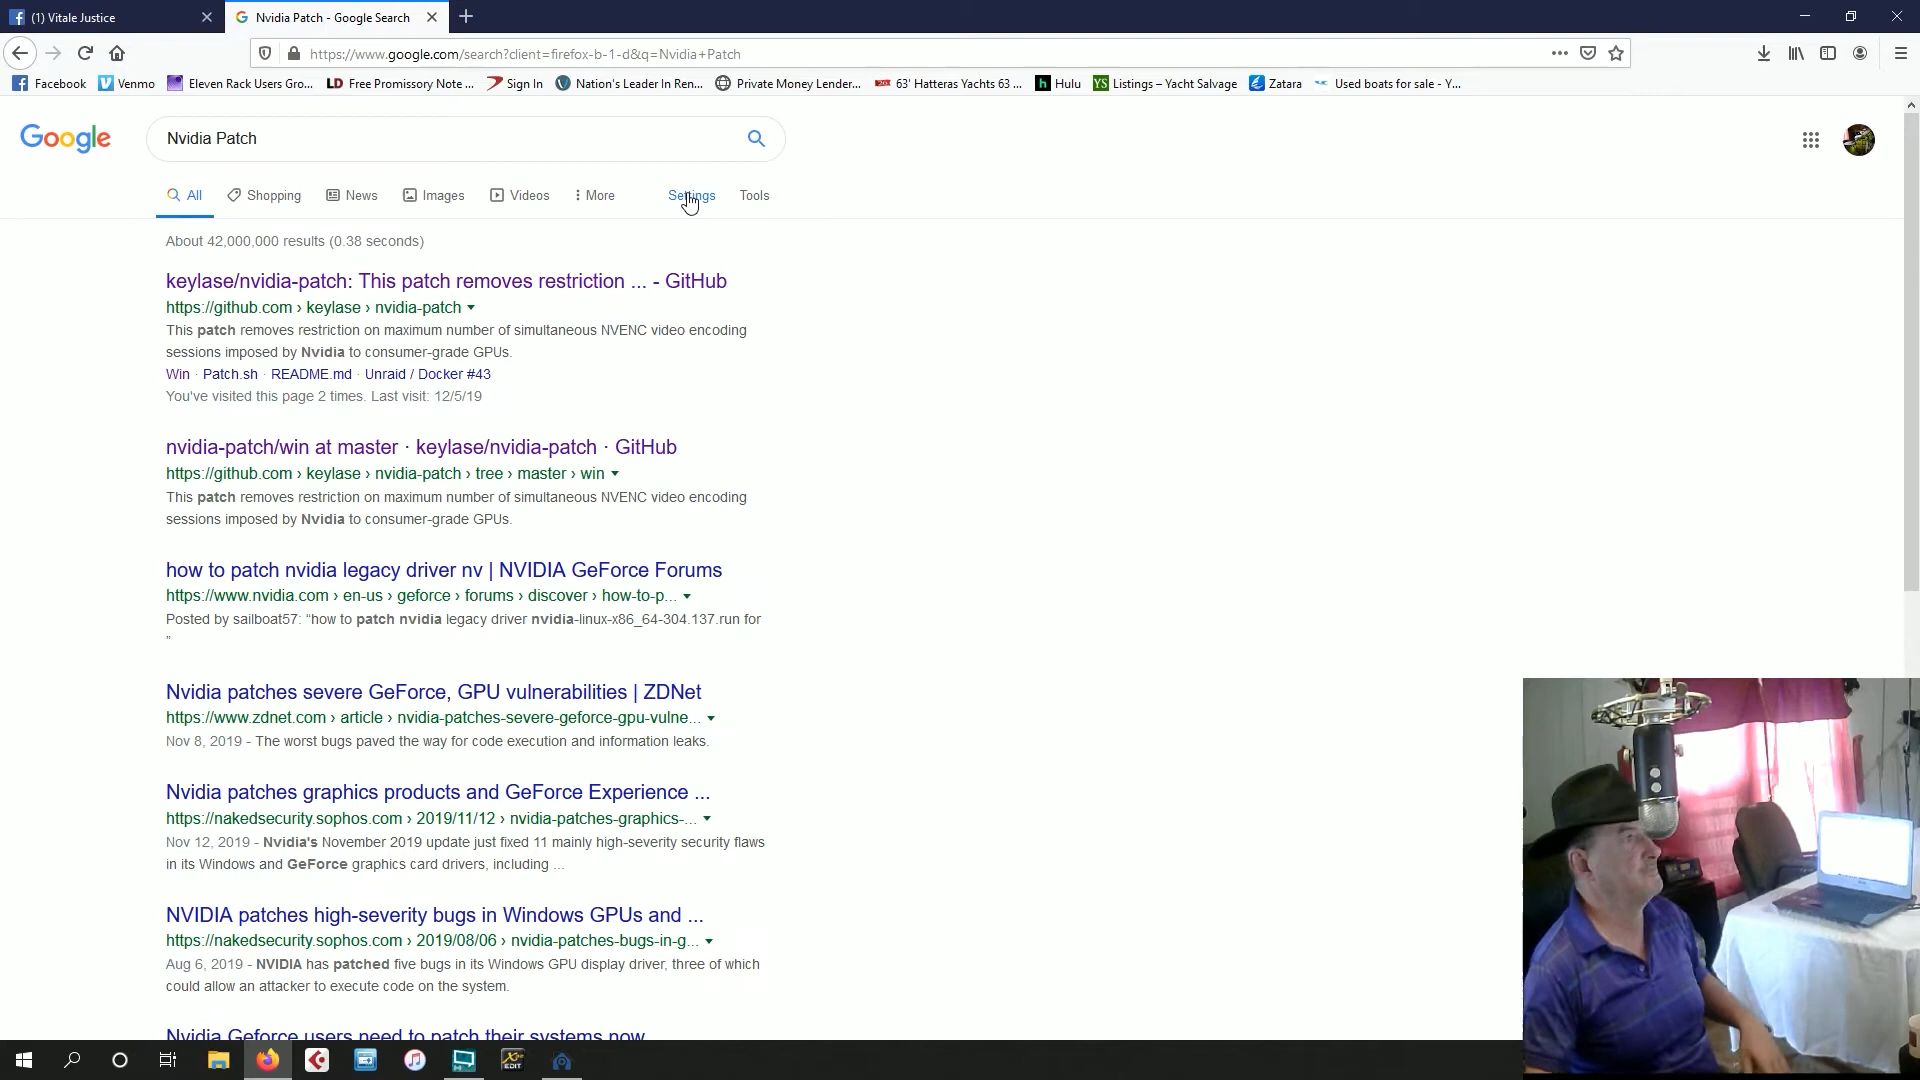 (1) Vitale Justice
Nvidia Patch - Google Search
https://www.google.com/search?client=firefox-b-1-d&q=Nvidia+Patch
Facebook Venmo Eleven Rack Users Gro... LD Free Promissory Note ... Sign In Nation's Leader In Ren... Private Money Lender... 63' Hatteras Yachts 63 ... h Hulu YS Listings – Yacht Salvage Zatara Used boats for sale - Y...
Google
Nvidia Patch
All Shopping News Images Videos More Settings Tools
About 42,000,000 results (0.38 seconds)
keylase/nvidia-patch: This patch removes restriction ... - GitHub
https://github.com › keylase › nvidia-patch
This patch removes restriction on maximum number of simultaneous NVENC video encoding
sessions imposed by Nvidia to consumer-grade GPUs.
Win · Patch.sh · README.md · Unraid / Docker #43
You've visited this page 2 times. Last visit: 12/5/19
nvidia-patch/win at master · keylase/nvidia-patch · GitHub
https://github.com › keylase › nvidia-patch › tree › master › win
This patch removes restriction on maximum number of simultaneous NVENC video encoding
sessions imposed by Nvidia to consumer-grade GPUs.
how to patch nvidia legacy driver nv | NVIDIA GeForce Forums
https://www.nvidia.com › en-us › geforce › forums › discover › how-to-p...
Posted by sailboat57: “how to patch nvidia legacy driver nvidia-linux-x86_64-304.137.run for
”
Nvidia patches severe GeForce, GPU vulnerabilities | ZDNet
https://www.zdnet.com › article › nvidia-patches-severe-geforce-gpu-vulne...
Nov 8, 2019 - The worst bugs paved the way for code execution and information leaks.
Nvidia patches graphics products and GeForce Experience ...
https://nakedsecurity.sophos.com › 2019/11/12 › nvidia-patches-graphics-...
Nov 12, 2019 - Nvidia's November 2019 update just fixed 11 mainly high-severity security flaws
in its Windows and GeForce graphics card drivers, including ...
NVIDIA patches high-severity bugs in Windows GPUs and ...
https://nakedsecurity.sophos.com › 2019/08/06 › nvidia-patches-bugs-in-g...
Aug 6, 2019 - NVIDIA has patched five bugs in its Windows GPU display driver, three of which
could allow an attacker to execute code on the system.
Nvidia Geforce users need to patch their systems now
EDIT